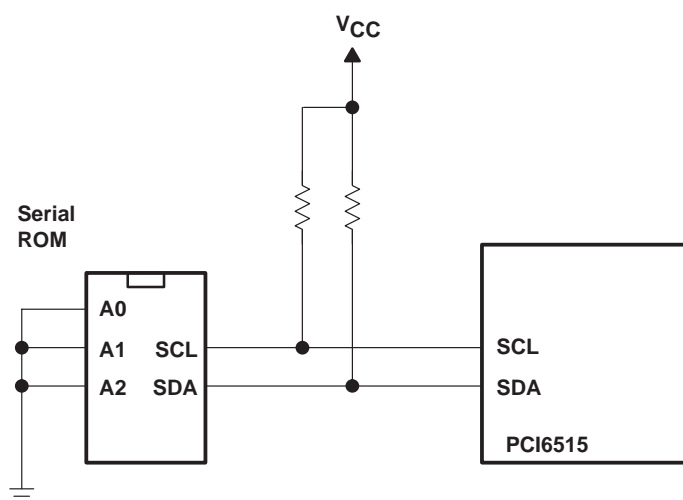 VCC
Serial
ROM
A0
A1
A2
SCL
SDA
SCL
SDA
PCI6515